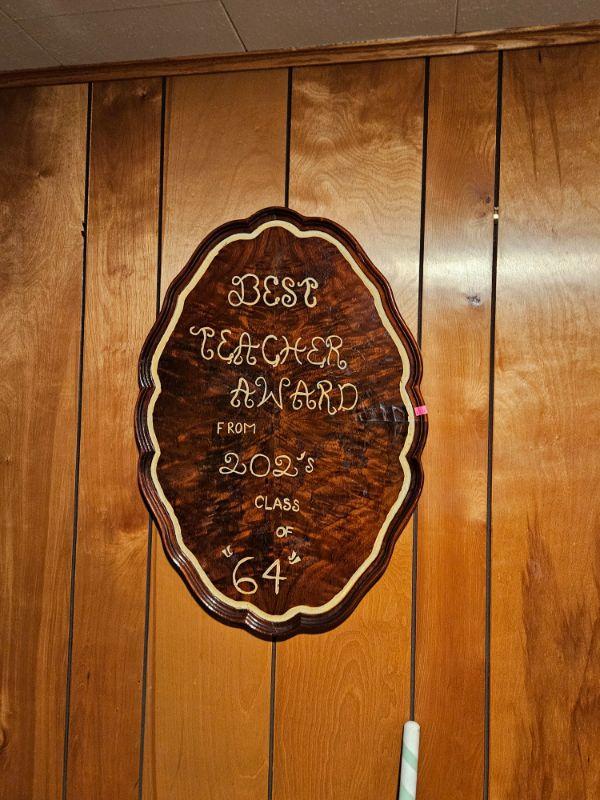 BEST
TEACHER
AWARD
FROM
202's
CLASS
OF
"64"